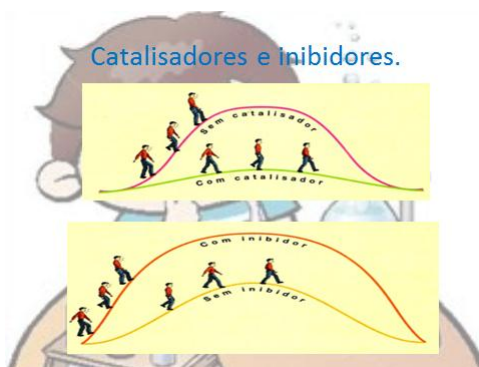 Catalisadores e inibidores.
Sem catalisador
Com catalisador
Com inibidor
Sem inibidor